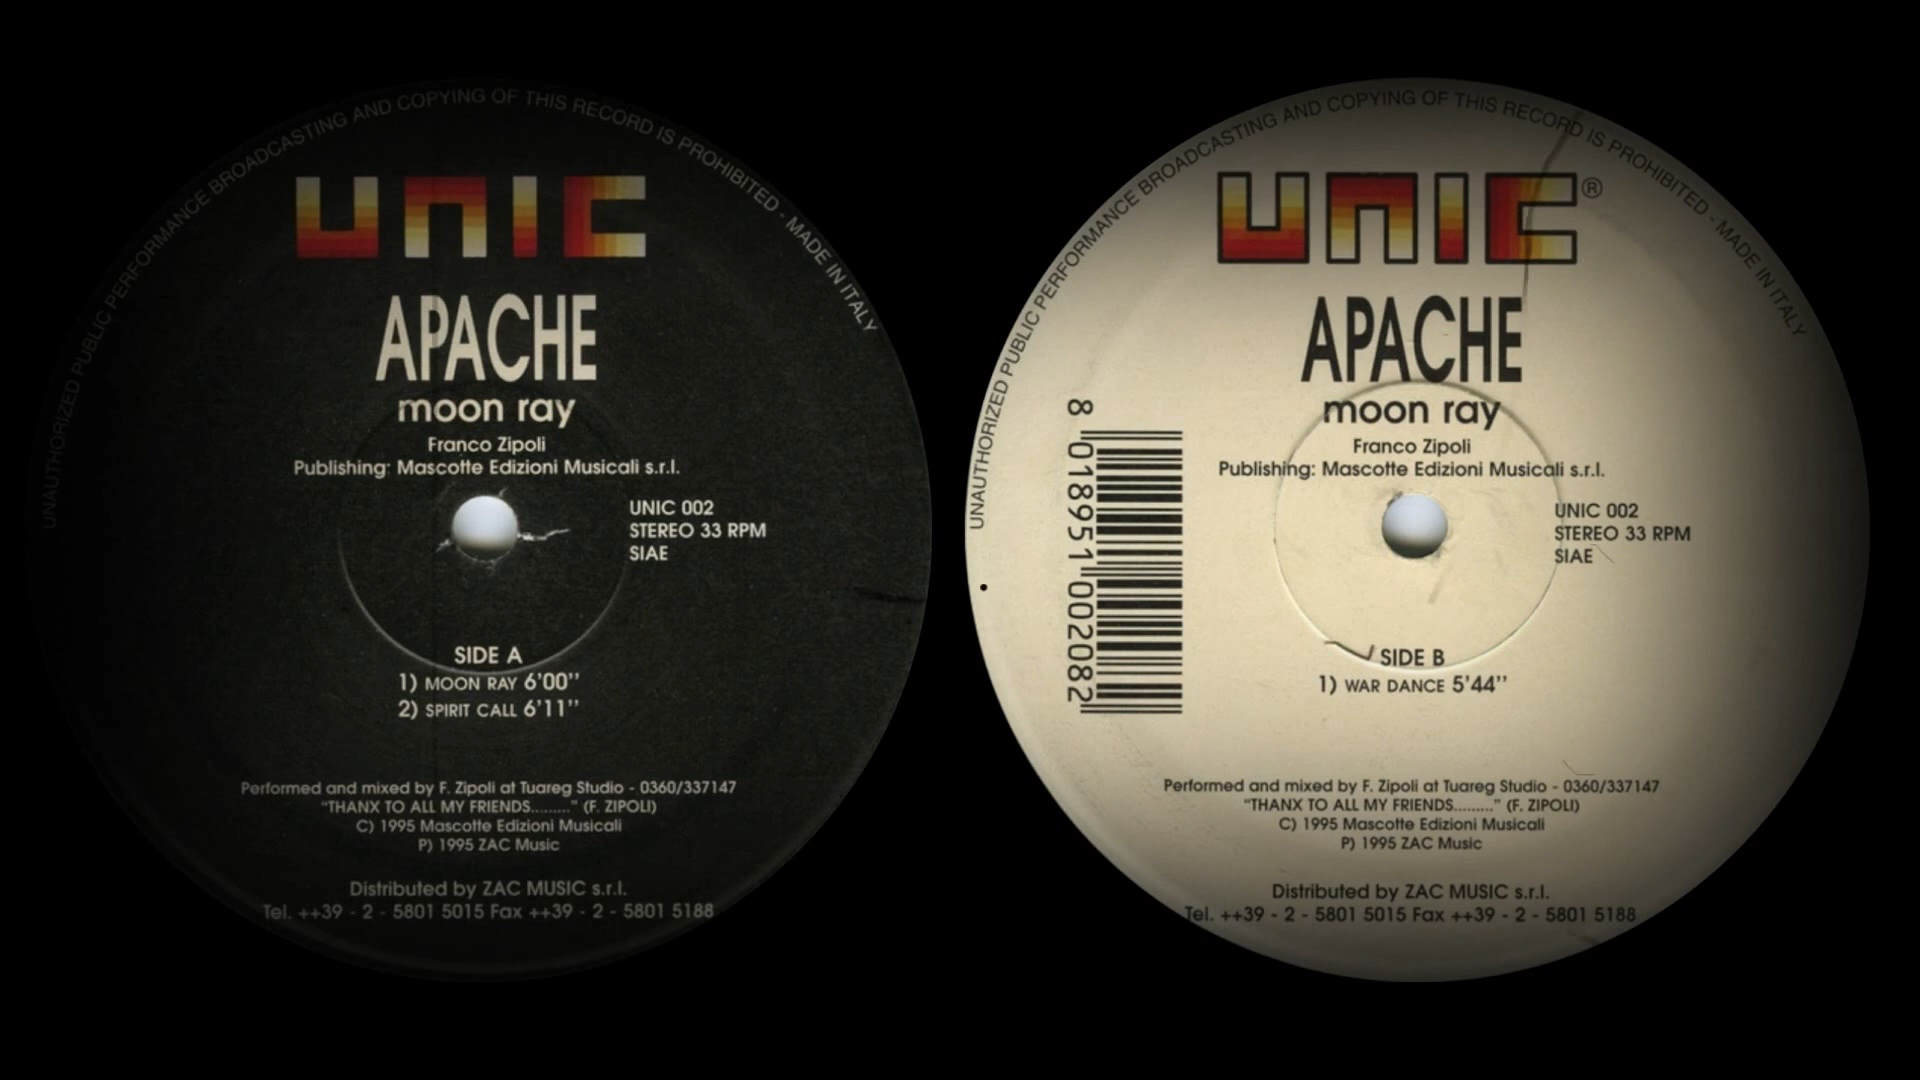 UNAUTHORIZED PUBLIC PERFORMANCE BROADCASTING AND COPYING OF THIS RECORD IS PROHIBITED - MADE IN ITALY
UNIC
APACHE
moon ray
Franco Zipoli
Publishing: Mascotte Edizioni Musicali s.r.l.
UNIC 002
STEREO 33 RPM
SIAE
SIDE A
1) MOON RAY 6'00''
2) SPIRIT CALL 6'11''
Performed and mixed by F. Zipoli at Tuareg Studio - 0360/337147
"THANX TO ALL MY FRIENDS........." (F. ZIPOLI)
C) 1995 Mascotte Edizioni Musicali
P) 1995 ZAC Music
Distributed by ZAC MUSIC s.r.l.
Tel. ++39 - 2 - 5801 5015 Fax ++39 - 2 - 5801 5188
UNAUTHORIZED PUBLIC PERFORMANCE BROADCASTING AND COPYING OF THIS RECORD IS PROHIBITED - MADE IN ITALY
UNIC®
APACHE
moon ray
Franco Zipoli
Publishing: Mascotte Edizioni Musicali s.r.l.
8 018951 002082
UNIC 002
STEREO 33 RPM
SIAE
SIDE B
1) WAR DANCE 5'44''
Performed and mixed by F. Zipoli at Tuareg Studio - 0360/337147
"THANX TO ALL MY FRIENDS........." (F. ZIPOLI)
C) 1995 Mascotte Edizioni Musicali
P) 1995 ZAC Music
Distributed by ZAC MUSIC s.r.l.
Tel. ++39 - 2 - 5801 5015 Fax ++39 - 2 - 5801 5188